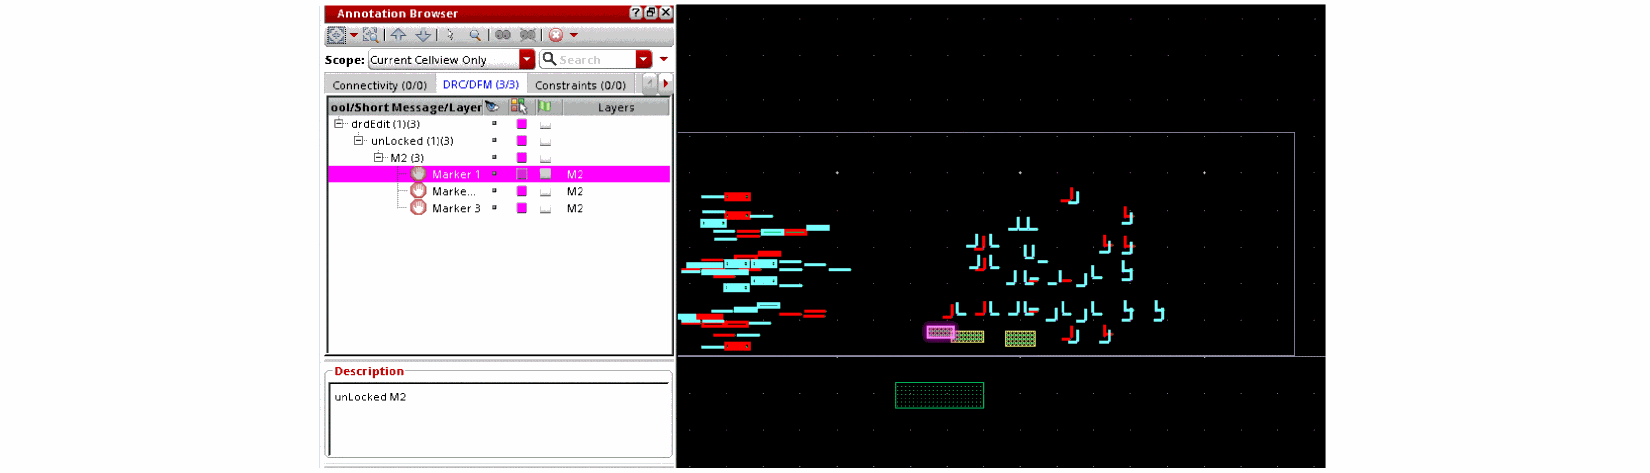 Annotation Browser
Scope: Current Cellview Only Search
Connectivity (0/0) DRC/DFM (3/3) Constraints (0/0)
ool/Short Message/Layer Layers
drdEdit (1)(3)
unLocked (1)(3)
M2 (3)
Marker 1 M2
Marke... M2
Marker 3 M2
Description
unLocked M2